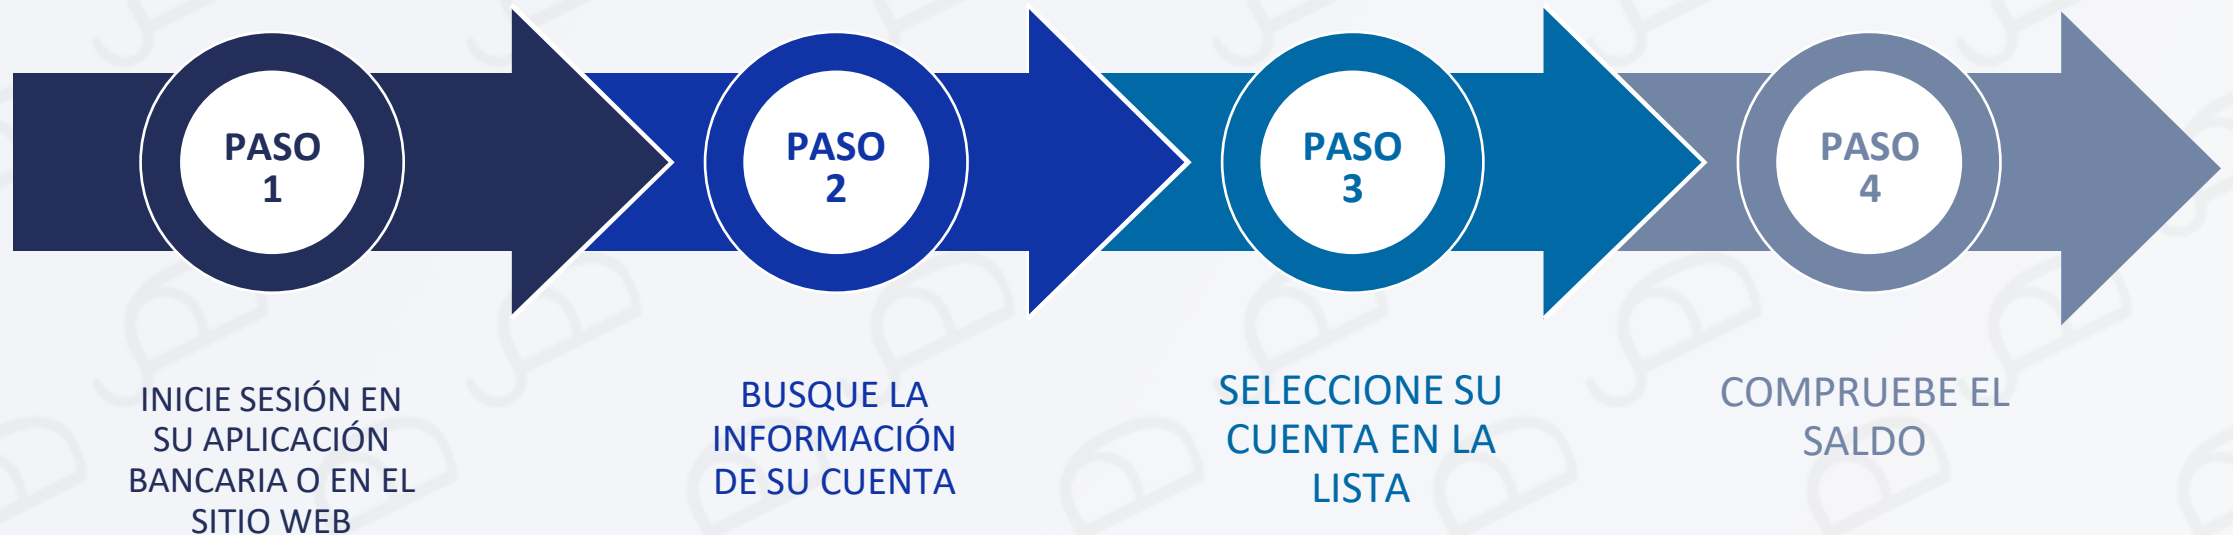 PASO
1
PASO
2
PASO
3
PASO
4
INICIE SESIÓN EN
SU APLICACIÓN
BANCARIA O EN EL
SITIO WEB
BUSQUE LA
INFORMACIÓN
DE SU CUENTA
SELECCIONE SU
CUENTA EN LA
LISTA
COMPRUEBE EL
SALDO